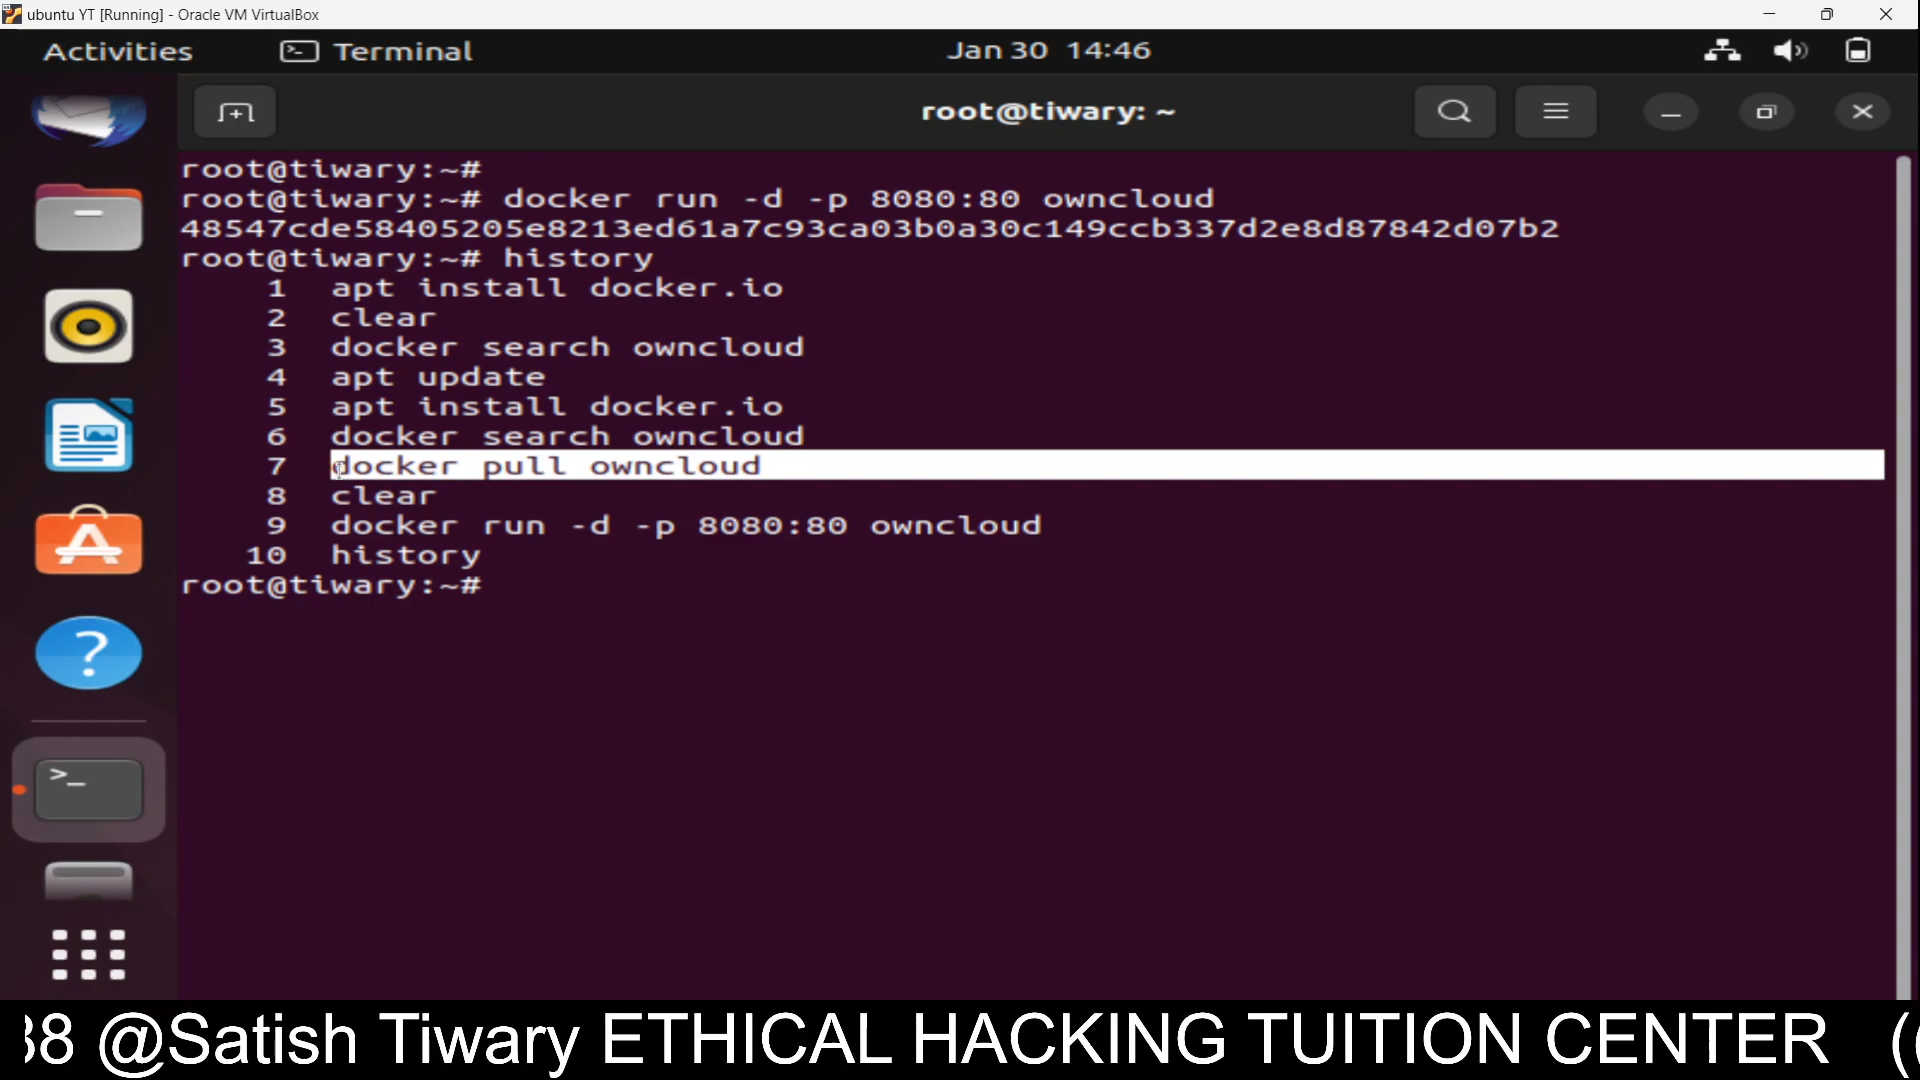 ubuntu YT [Running] - Oracle VM VirtualBox
Activities Terminal Jan 30 14:46
root@tiwary: ~
root@tiwary:~#
root@tiwary:~# docker run -d -p 8080:80 owncloud
48547cde58405205e8213ed61a7c93ca03b0a30c149ccb337d2e8d87842d07b2
root@tiwary:~# history
1 apt install docker.io
2 clear
3 docker search owncloud
4 apt update
5 apt install docker.io
6 docker search owncloud
7 docker pull owncloud
8 clear
9 docker run -d -p 8080:80 owncloud
10 history
root@tiwary:~#
8 @Satish Tiwary ETHICAL HACKING TUITION CENTER